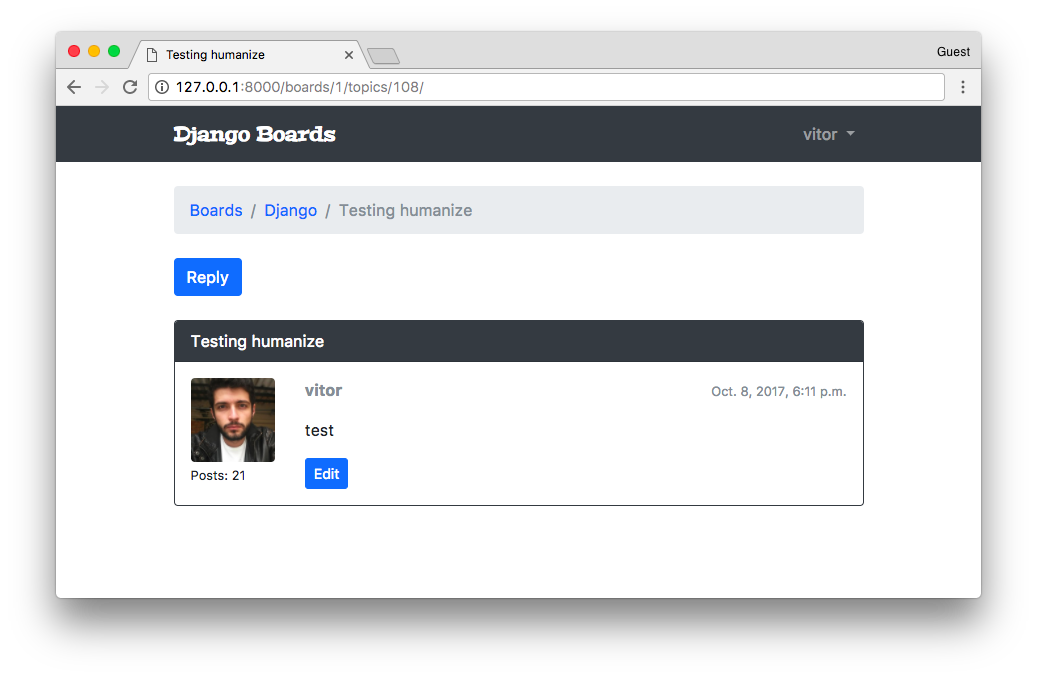 Testing humanize
Guest
127.0.0.1:8000/boards/1/topics/108/
Django Boards
vitor
Boards / Django / Testing humanize
Reply
Testing humanize
vitor
Oct. 8, 2017, 6:11 p.m.
test
Posts: 21
Edit